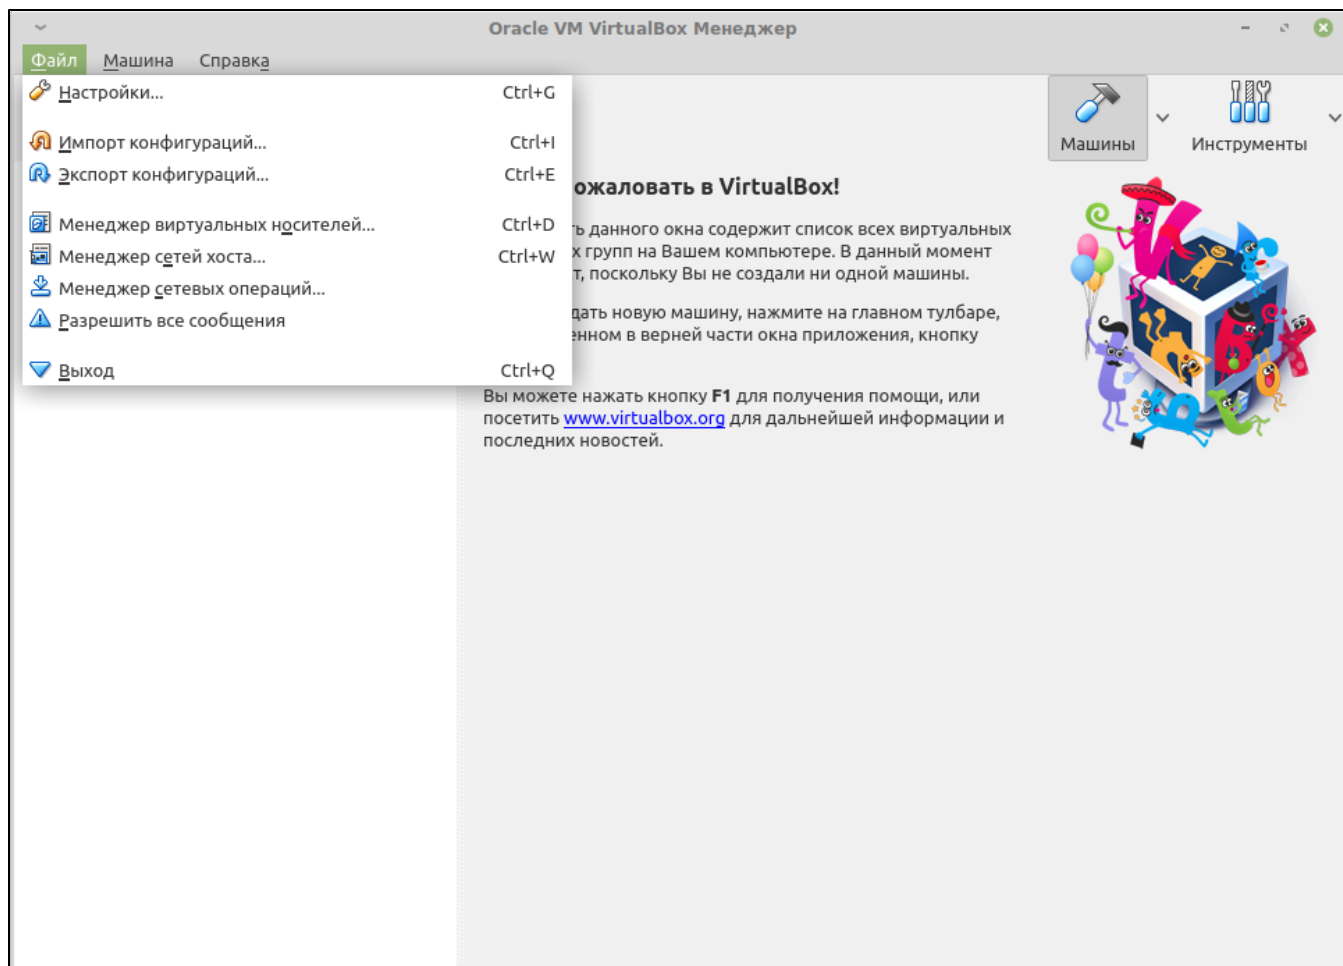 Oracle VM VirtualBox Менеджер
Файл Машина Справка
Настройки... Ctrl+G
Импорт конфигураций... Ctrl+I
Экспорт конфигураций... Ctrl+E
Менеджер виртуальных носителей... Ctrl+D
Менеджер сетей хоста... Ctrl+W
Менеджер сетевых операций...
Разрешить все сообщения
Выход Ctrl+Q
Машины Инструменты
ожаловать в VirtualBox!
ь данного окна содержит список всех виртуальных
х групп на Вашем компьютере. В данный момент
т, поскольку Вы не создали ни одной машины.
дать новую машину, нажмите на главном тулбаре,
енном в верней части окна приложения, кнопку
Вы можете нажать кнопку F1 для получения помощи, или
посетить www.virtualbox.org для дальнейшей информации и
последних новостей.